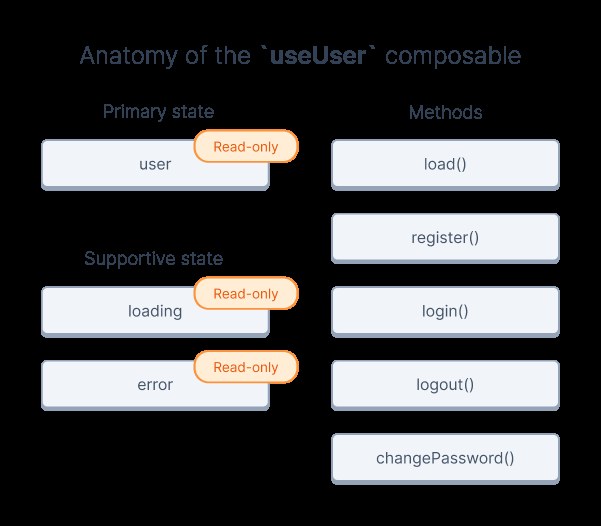 Anatomy of the `useUser` composable
Primary state
Read-only
user
Supportive state
Read-only
loading
Read-only
error
Methods
load()
register()
login()
logout()
changePassword()